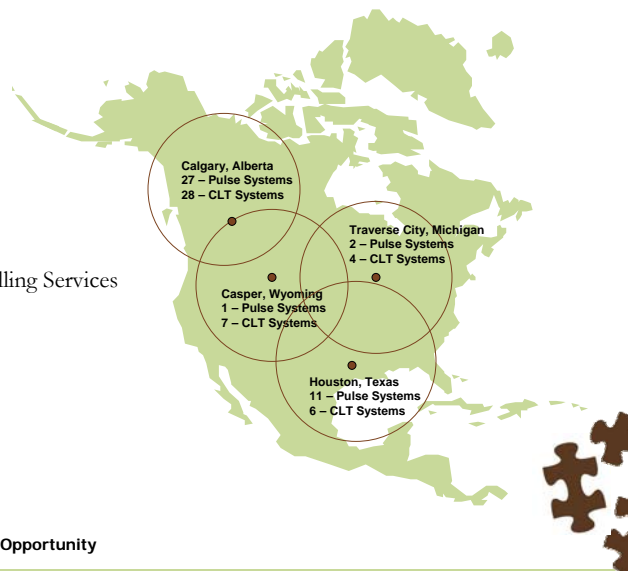 Calgary, Alberta
27 – Pulse Systems
28 – CLT Systems
Traverse City, Michigan
2 – Pulse Systems
4 – CLT Systems
lling Services
Casper, Wyoming
1 – Pulse Systems
7 – CLT Systems
Houston, Texas
11 – Pulse Systems
6 – CLT Systems
Opportunity